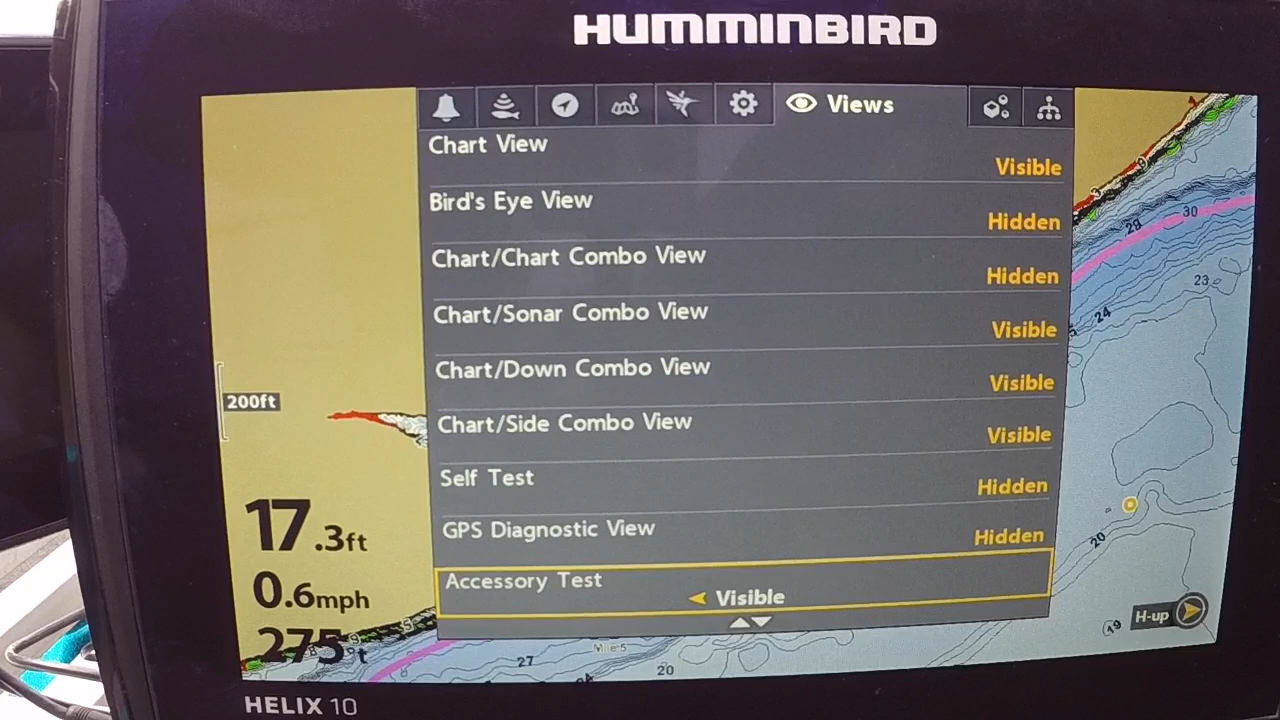 HUMMINBIRD
Views
Chart View
Visible
Bird's Eye View
Hidden
Chart/Chart Combo View
Hidden
Chart/Sonar Combo View
Visible
Chart/Down Combo View
Visible
Chart/Side Combo View
Visible
Self Test
Hidden
GPS Diagnostic View
Hidden
Accessory Test
Visible
200ft
17.3ft
0.6mph
275°t
30
29
23
24
20
19
H-up
27
20
HELIX 10